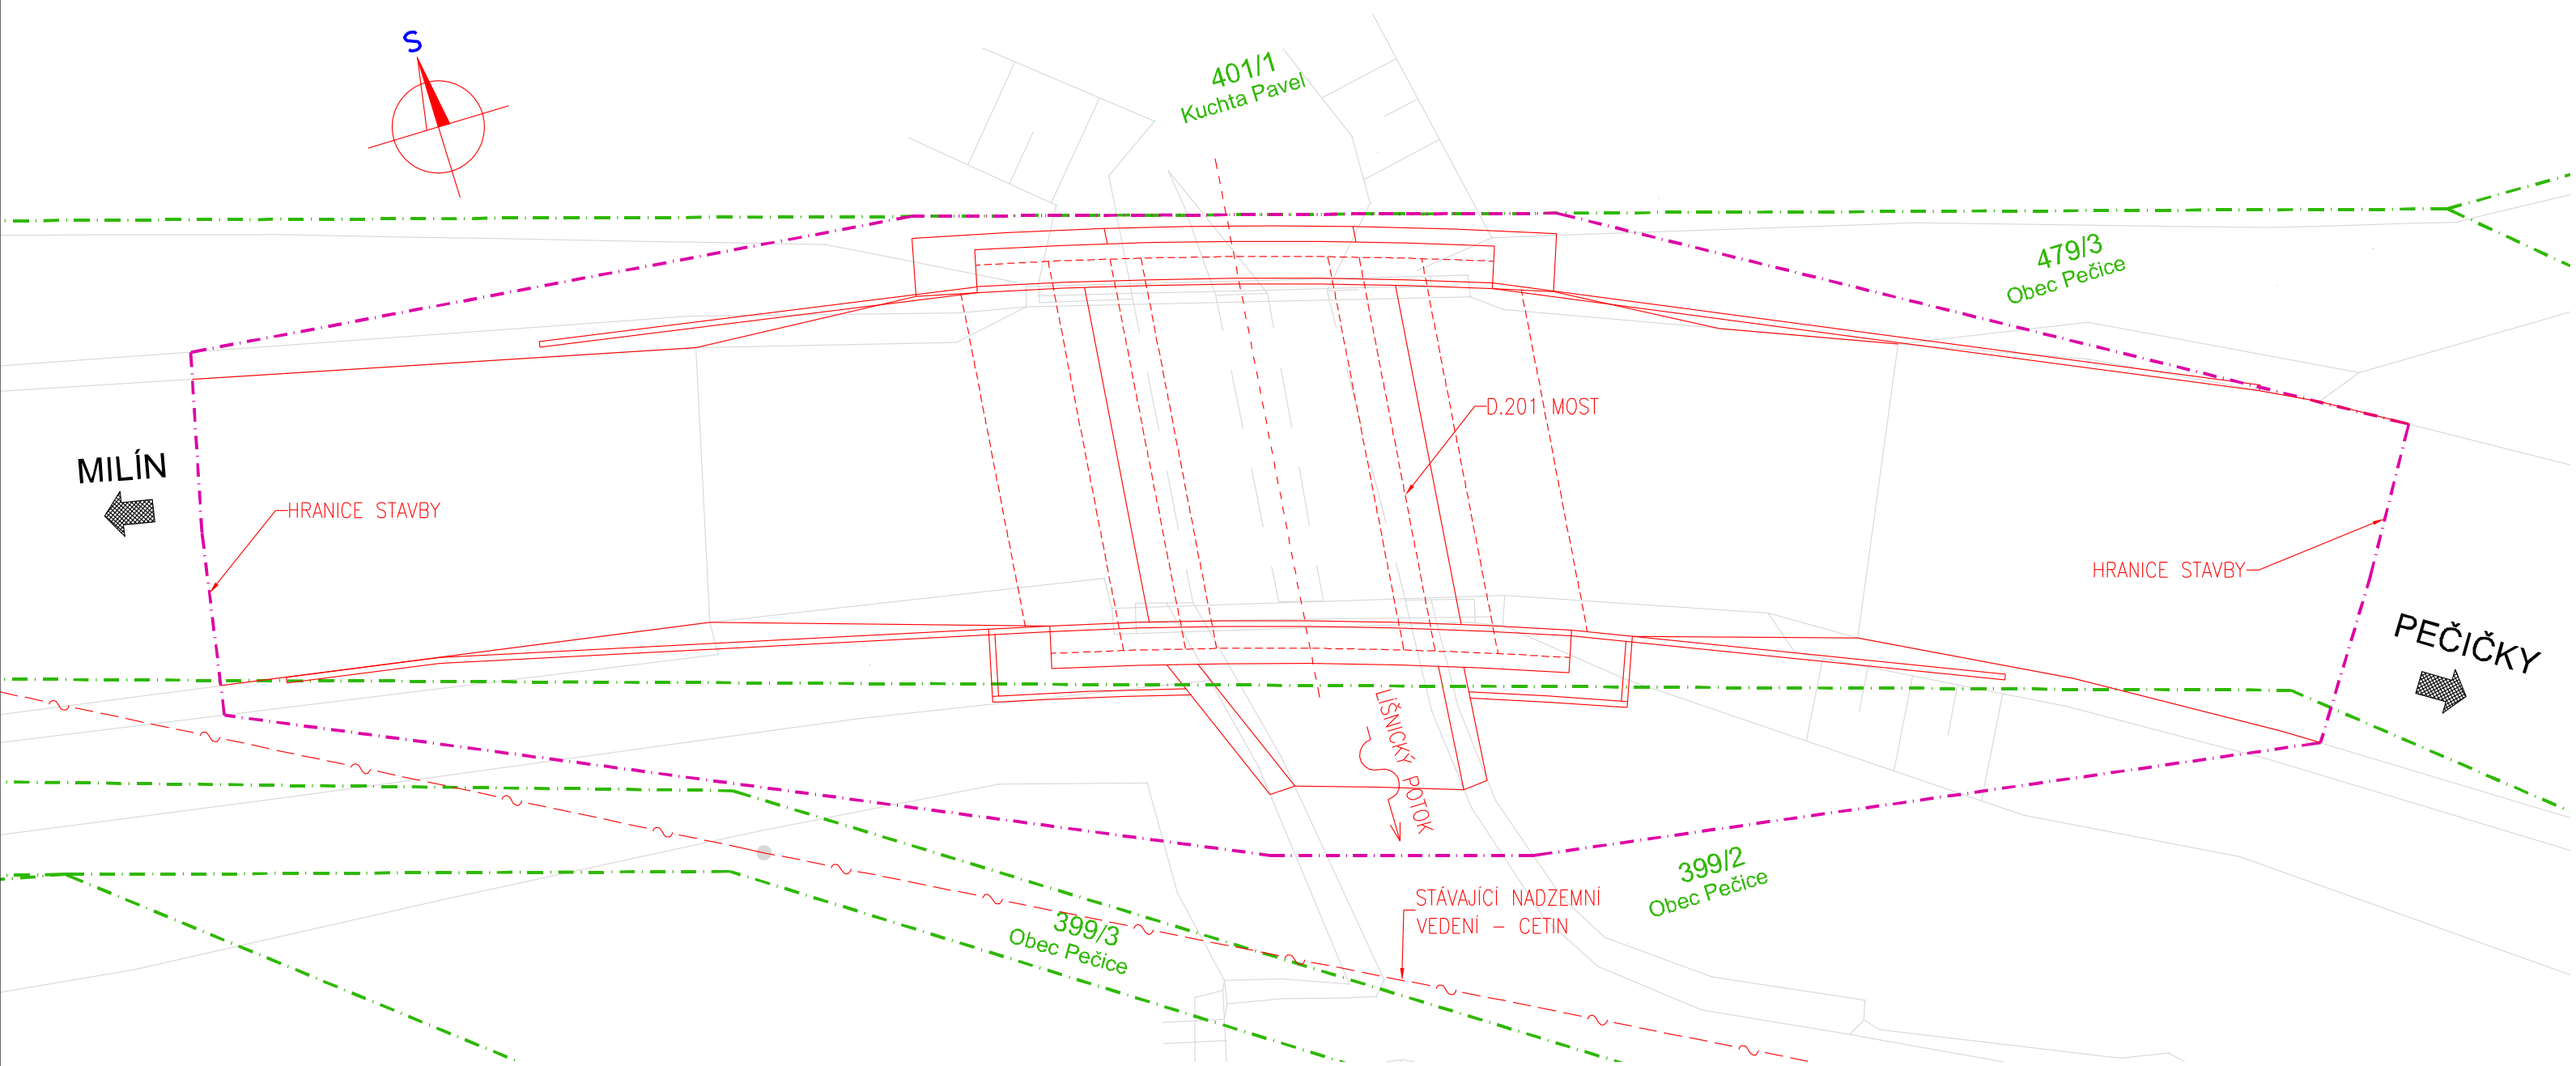 S
401/1
Kuchta Pavel
479/3
Obec Pečice
D.201 MOST
MILÍN
HRANICE STAVBY
HRANICE STAVBY
PEČIČKY
LIŠNICKÝ POTOK
399/2
Obec Pečice
STÁVAJÍCÍ NADZEMNÍ
VEDENÍ – CETIN
399/3
Obec Pečice